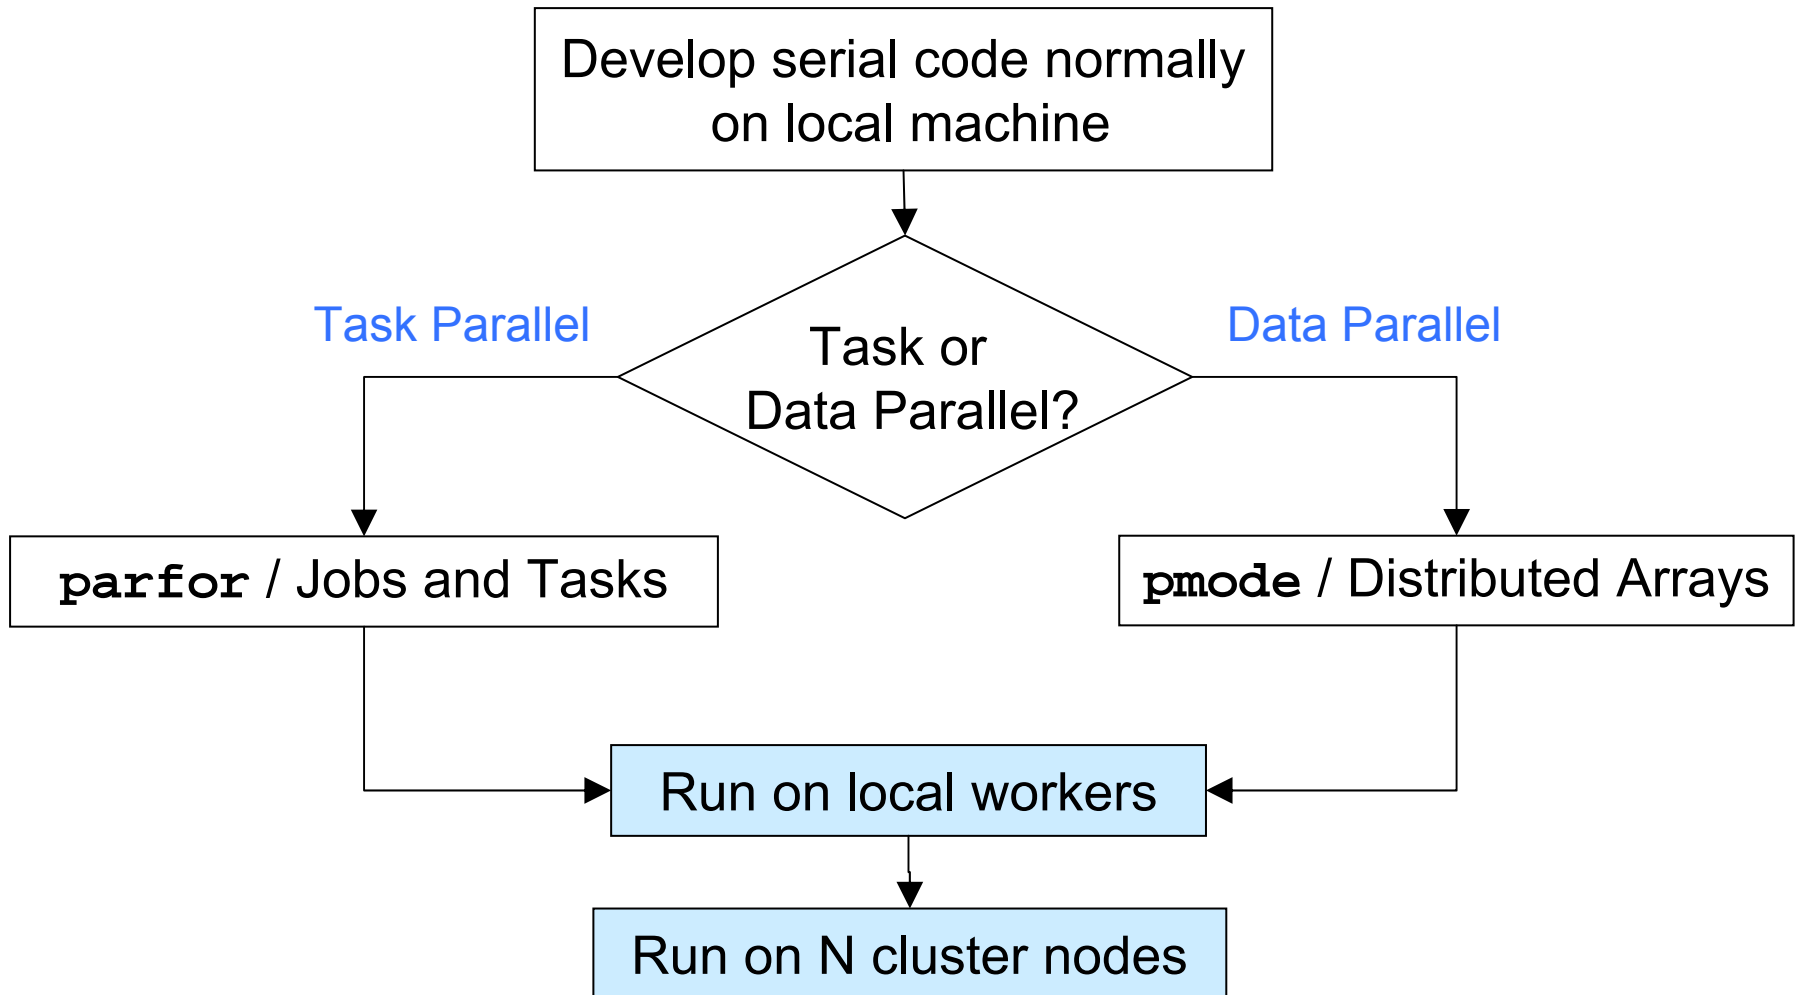 Develop serial code normally
on local machine
Task Parallel
Data Parallel
Task or
Data Parallel?
parfor / Jobs and Tasks
pmode / Distributed Arrays
Run on local workers
Run on N cluster nodes